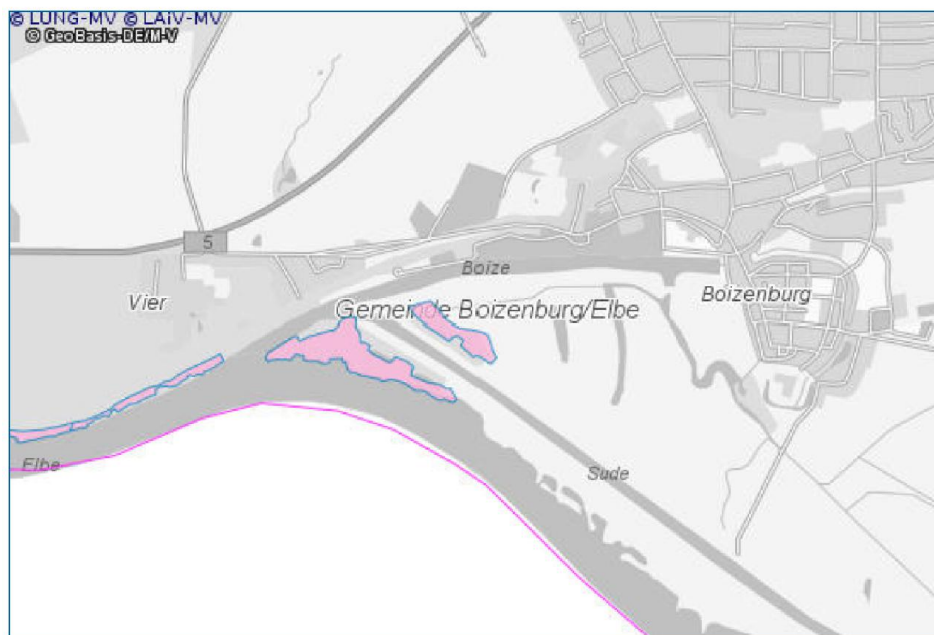 © LUNG-MV © LAiV-MV
© GeoBasis-DE/M-V
5
Boize
Vier
Gemeinde Boizenburg/Elbe
Boizenburg
Elbe
Sude